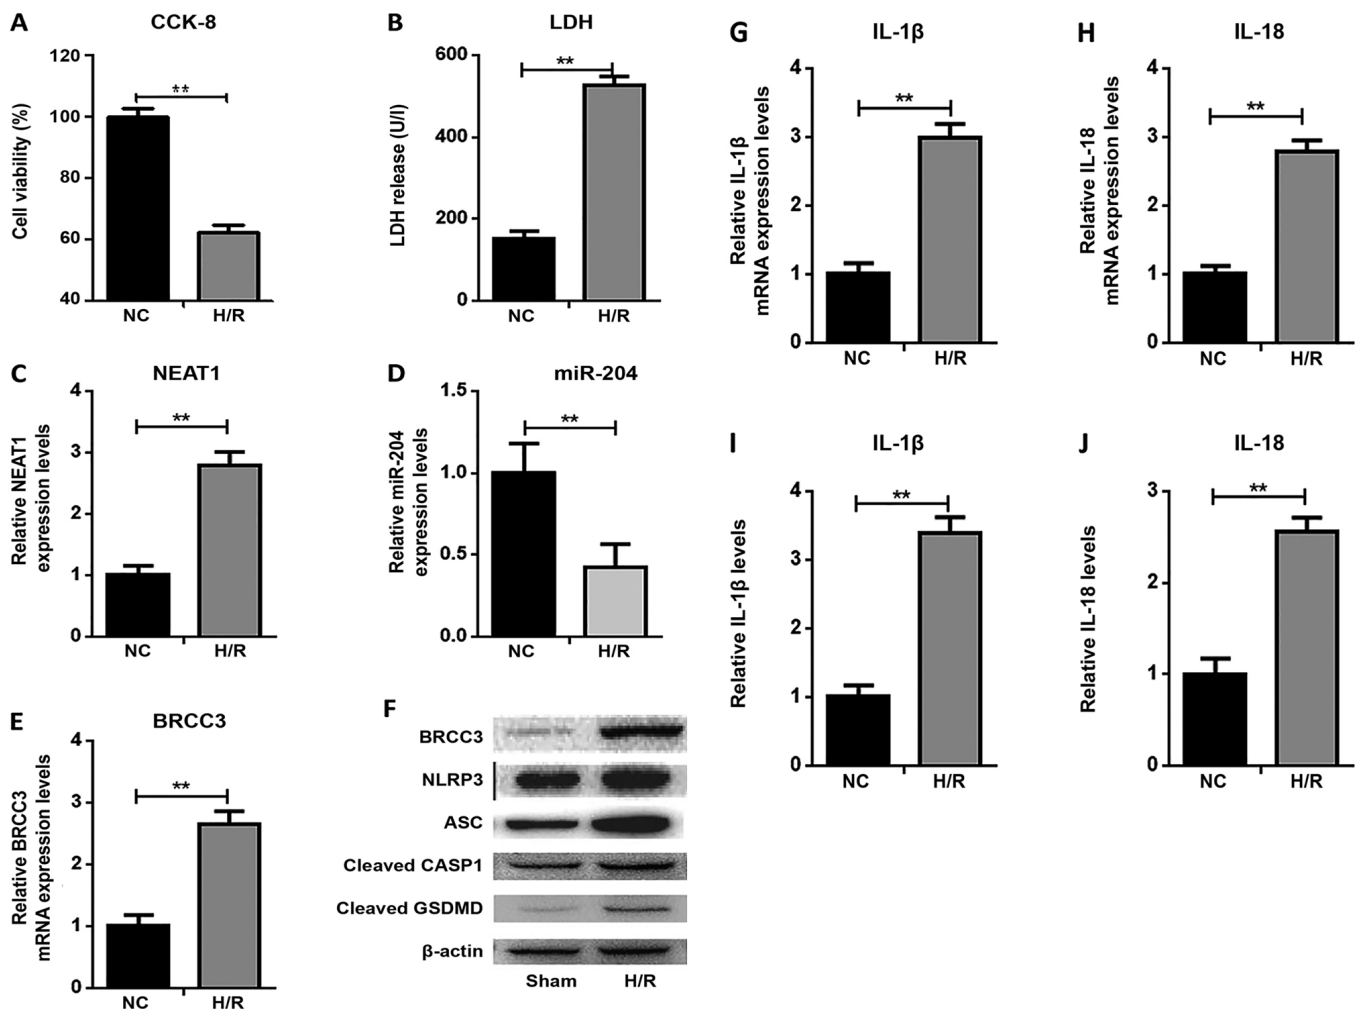 A
CCK-8
Cell viability (%)
120
100
80
60
40
**
NC
H/R
B
LDH
LDH release (U/l)
600
400
200
0
**
NC
H/R
C
NEAT1
Relative NEAT1
expression levels
4
3
2
1
0
**
NC
H/R
D
miR-204
Relative miR-204
expression levels
1.5
1.0
0.5
0.0
**
NC
H/R
E
BRCC3
Relative BRCC3
mRNA expression levels
4
3
2
1
0
**
NC
H/R
F
BRCC3
NLRP3
ASC
Cleaved CASP1
Cleaved GSDMD
β-actin
Sham
H/R
G
IL-1β
Relative IL-1β
mRNA expression levels
4
3
2
1
0
**
NC
H/R
H
IL-18
Relative IL-18
mRNA expression levels
4
3
2
1
0
**
NC
H/R
I
IL-1β
Relative IL-1β levels
4
3
2
1
0
**
NC
H/R
J
IL-18
Relative IL-18 levels
3
2
1
0
**
NC
H/R